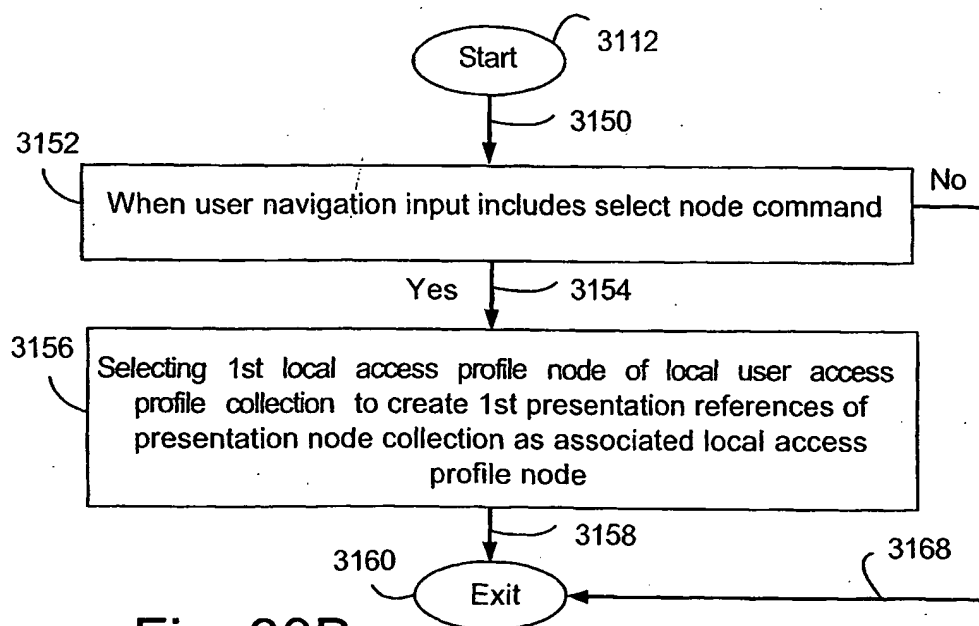 Start
3112
3150
3152
No
When user navigation input includes select node command
Yes
3154
3156
Selecting 1st local access profile node of local user access
profile collection to create 1st presentation references of
presentation node collection as associated local access
profile node
3158
3168
3160
Exit